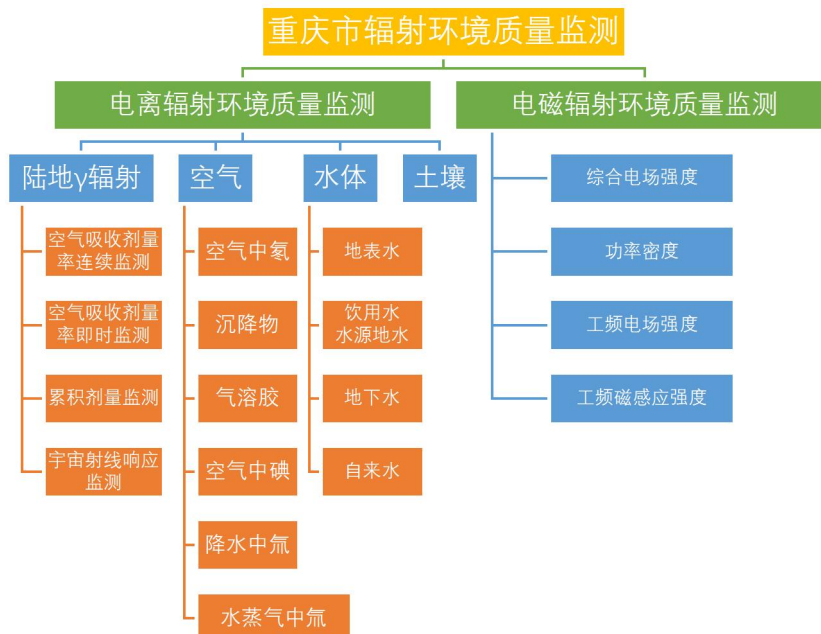 重庆市辐射环境质量监测
电离辐射环境质量监测
电磁辐射环境质量监测
陆地γ辐射
空气
水体
土壤
空气吸收剂量
率连续监测
空气吸收剂量
率即时监测
累积剂量监测
宇宙射线响应
监测
空气中氡
沉降物
气溶胶
空气中碘
降水中氚
水蒸气中氚
地表水
饮用水
水源地水
地下水
自来水
综合电场强度
功率密度
工频电场强度
工频磁感应强度